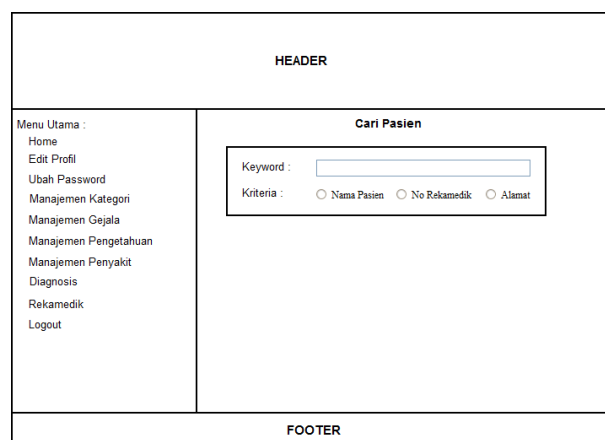 HEADER
Menu Utama :
Home
Edit Profil
Ubah Password
Manajemen Kategori
Manajemen Gejala
Manajemen Pengetahuan
Manajemen Penyakit
Diagnosis
Rekamedik
Logout
Cari Pasien
Keyword :
Kriteria : Nama Pasien No Rekamedik Alamat
FOOTER